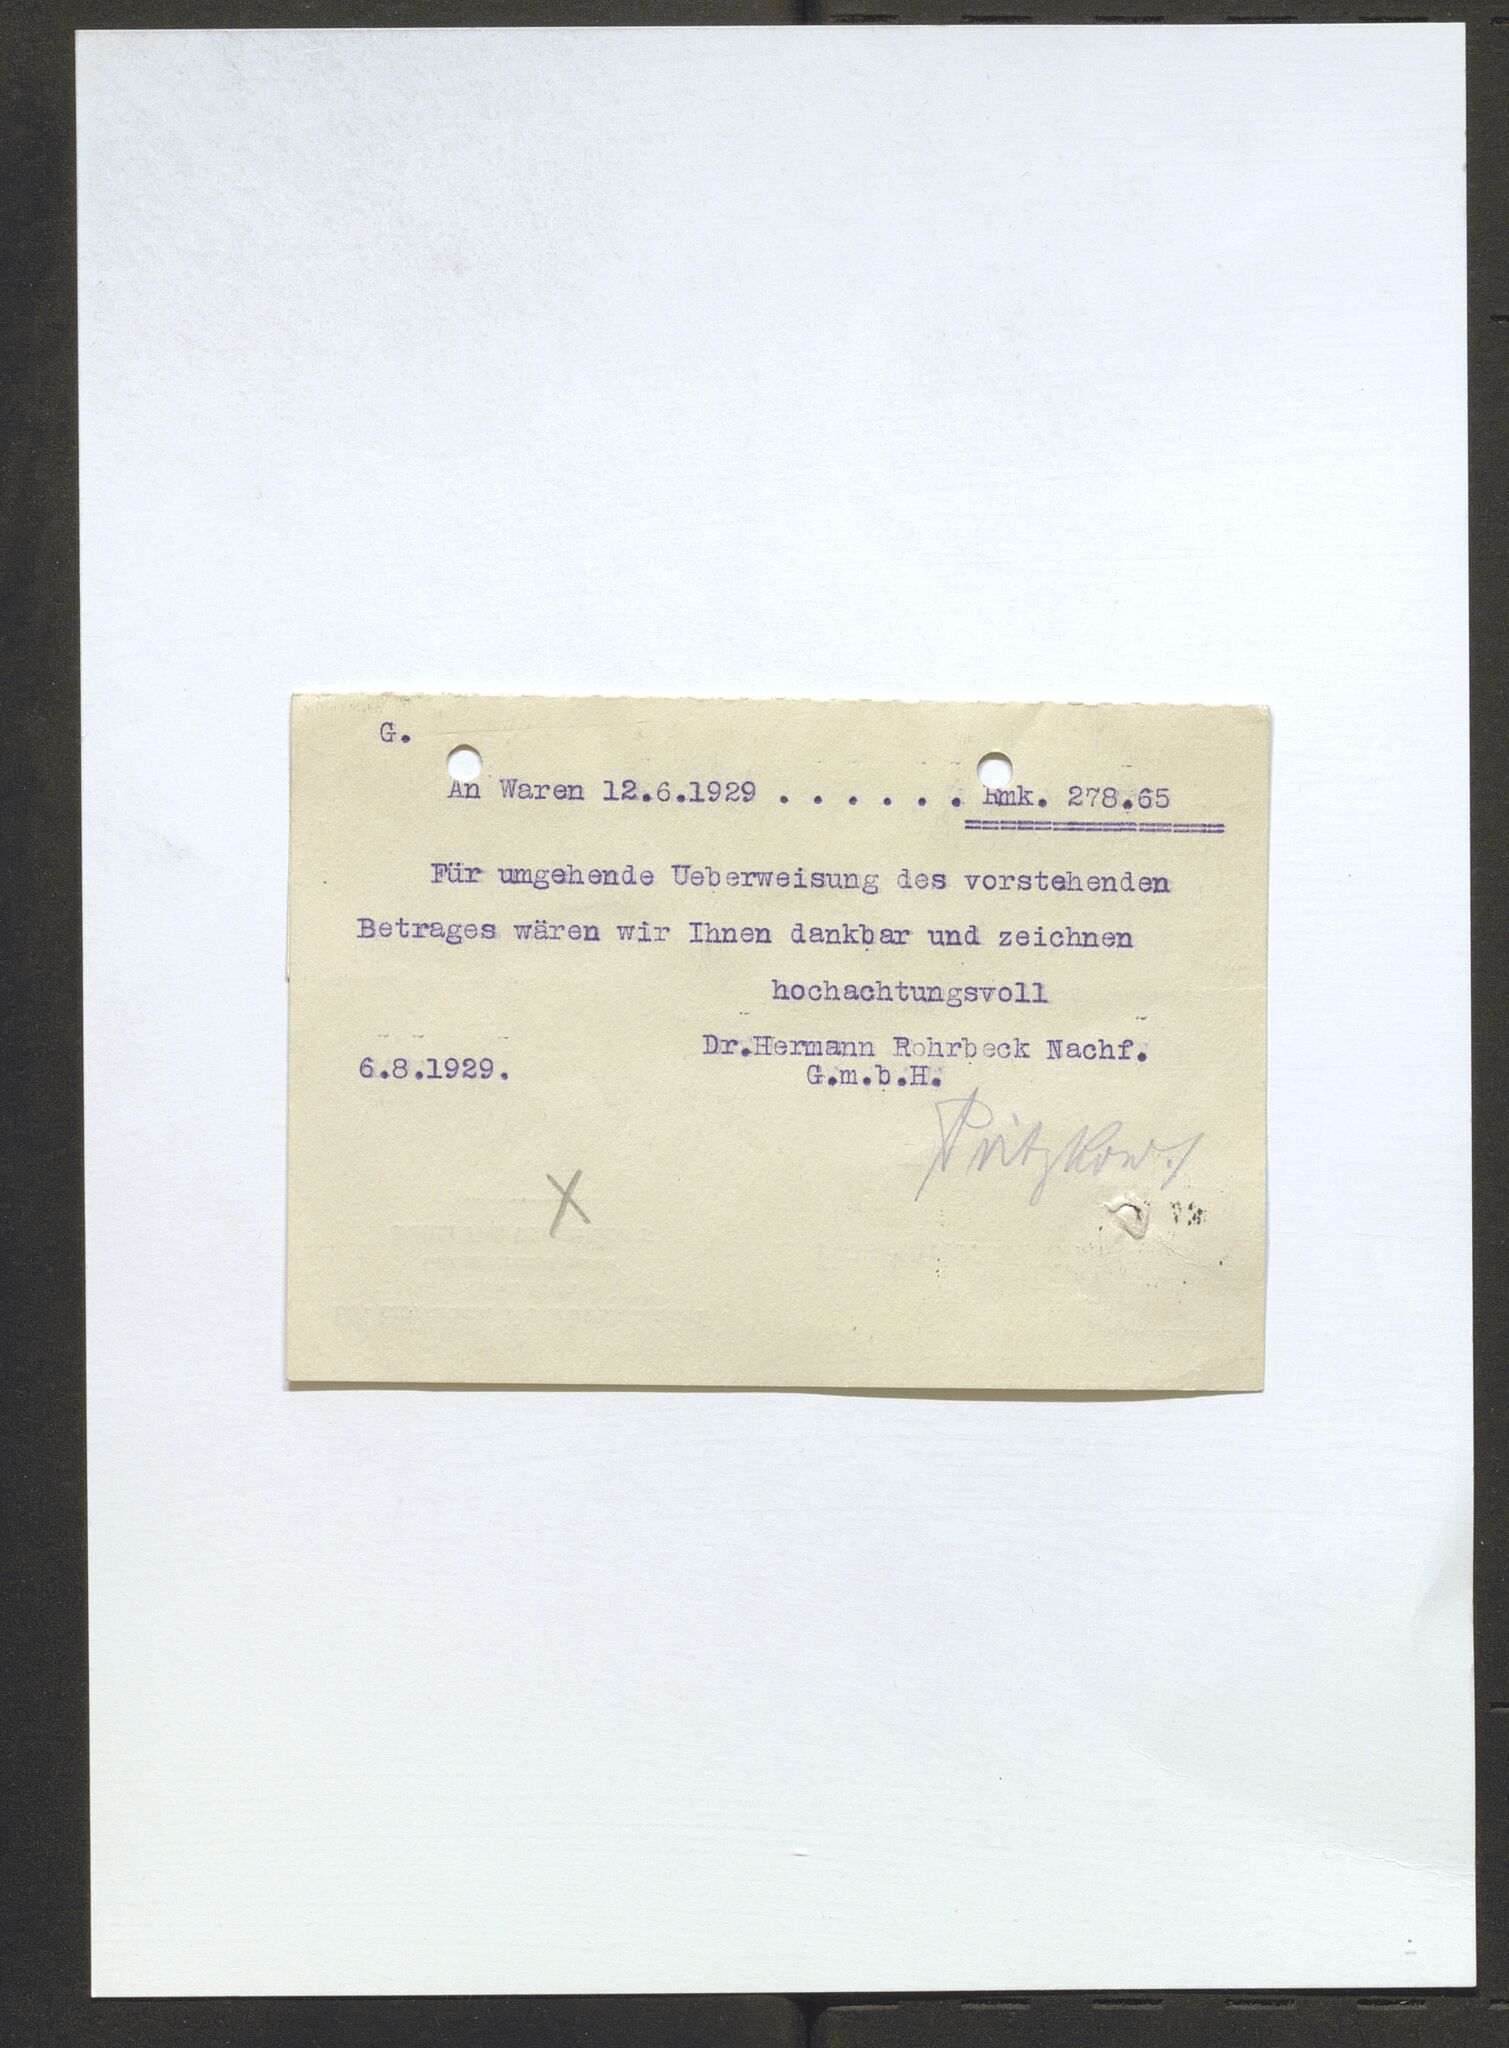 G.
An Waren 12.6.1929 . . . . . . Rmk. 278.65
Für umgehende Ueberweisung des vorstehenden
Betrages wären wir Ihnen dankbar und zeichnen
hochachtungsvoll
Dr.Hermann Rohrbeck Nachf.
6.8.1929. G.m.b.H.
Pritzkow